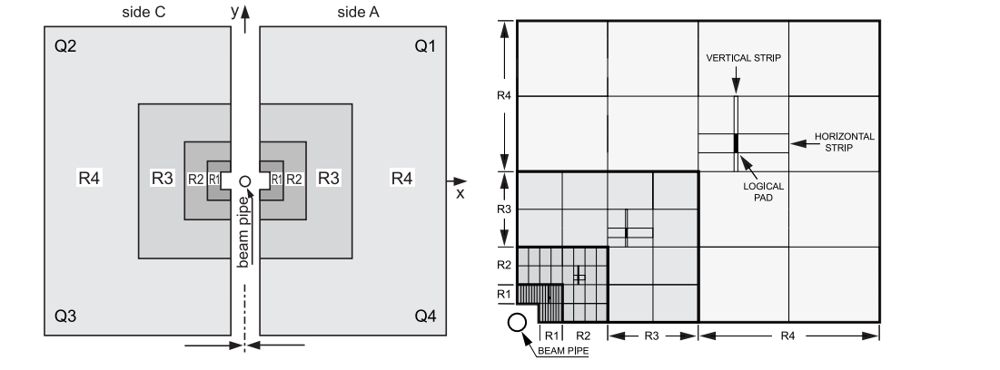 side C
y
side A
Q2
Q1
R4
R3
R2
R1
R1
R2
R3
R4
x
beam pipe
Q3
Q4
R4
VERTICAL STRIP
HORIZONTAL
STRIP
LOGICAL
PAD
R3
R2
R1
R1
R2
R3
R4
BEAM PIPE